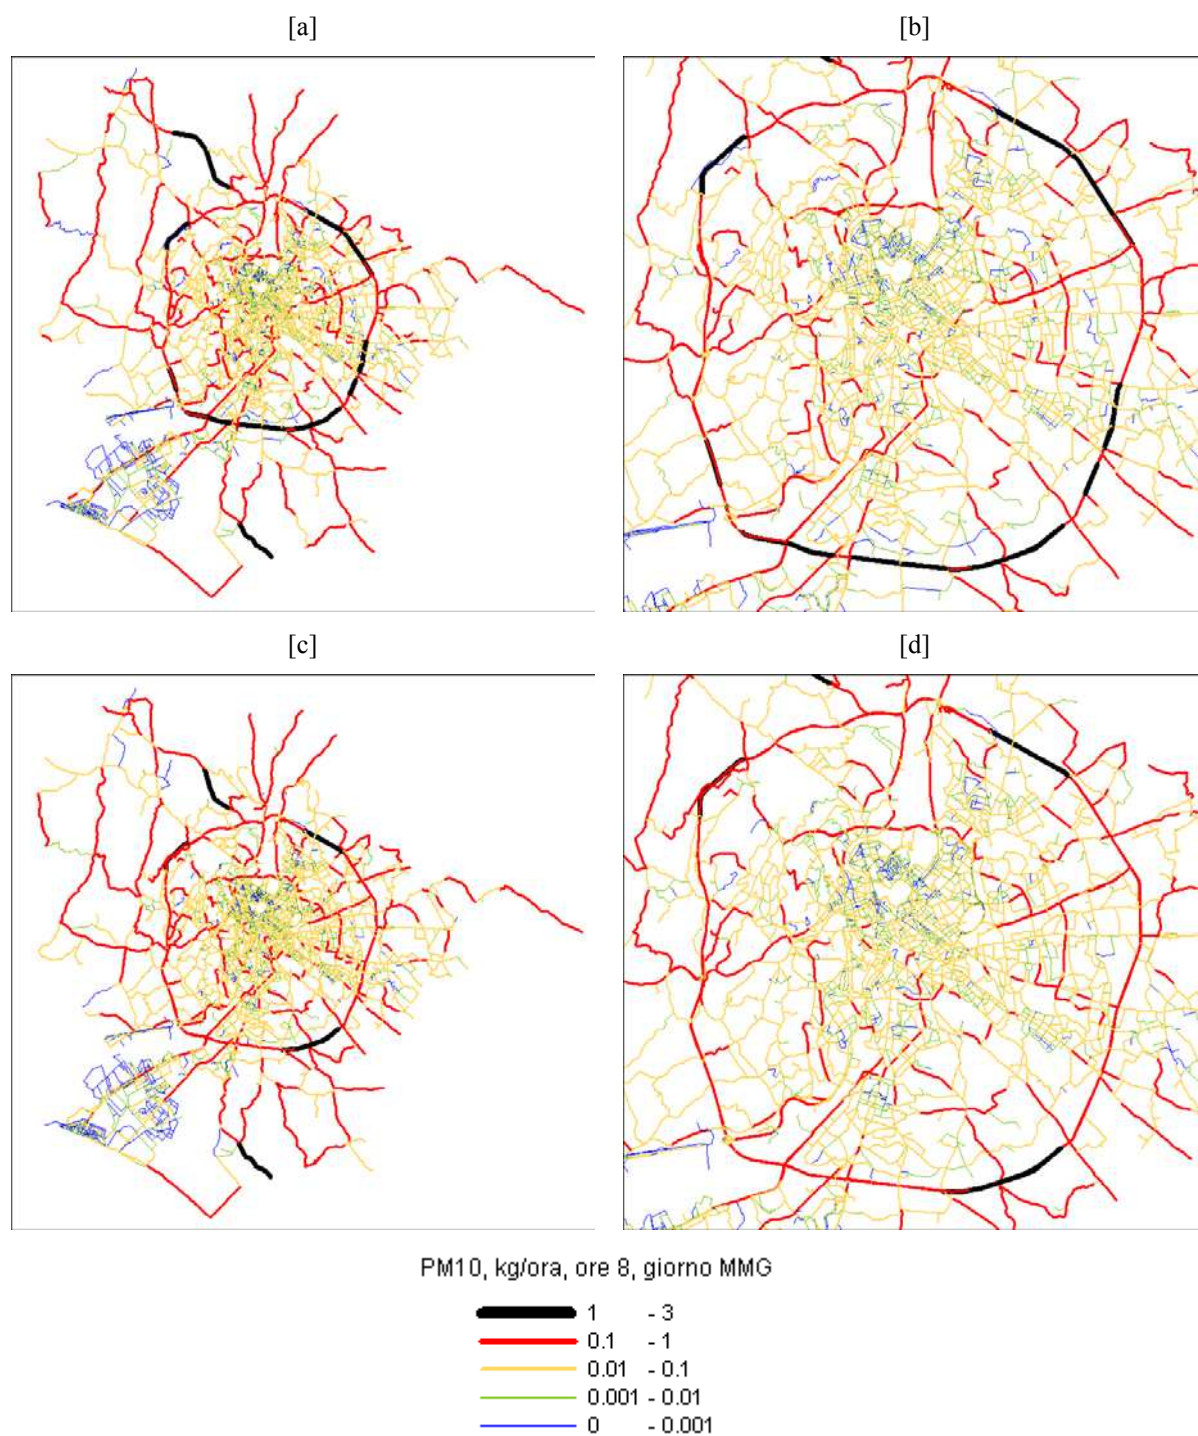 [a] [b]
[c] [d]
PM10, kg/ora, ore 8, giorno MMG
1 - 3
0.1 - 1
0.01 - 0.1
0.001 - 0.01
0 - 0.001